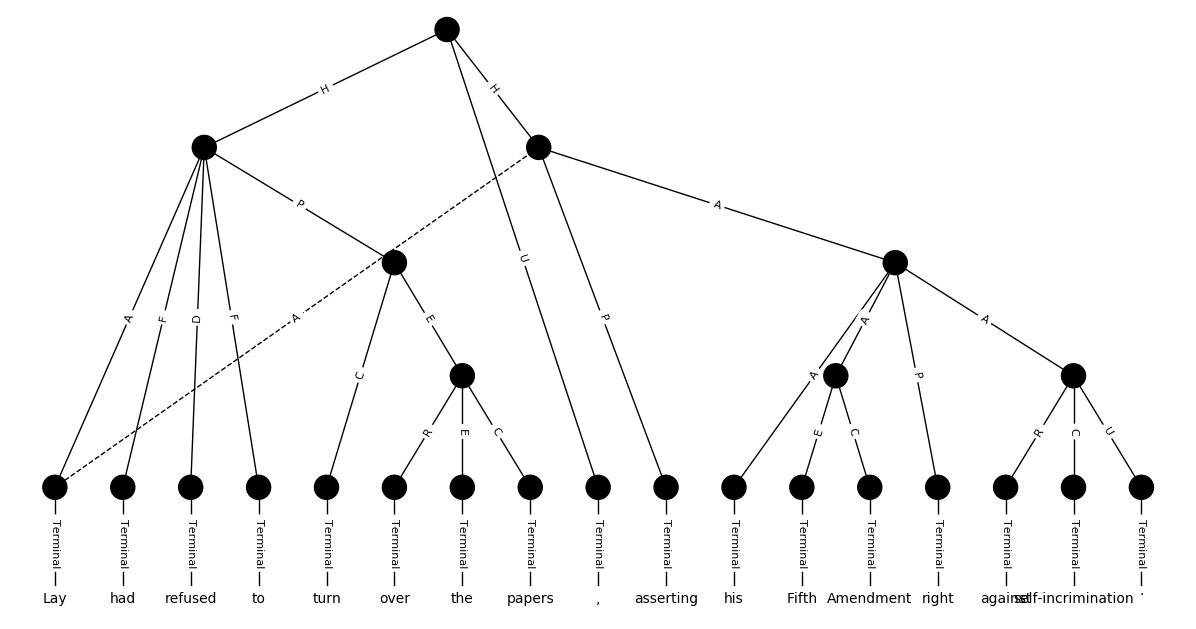 H H
P A
A F D F A E U P A A
C A P
R E C E C R C U
Terminal Terminal Terminal Terminal Terminal Terminal Terminal Terminal Terminal Terminal Terminal Terminal Terminal Terminal Terminal Terminal Terminal
Lay had refused to turn over the papers , asserting his Fifth Amendment right against self-incrimination .